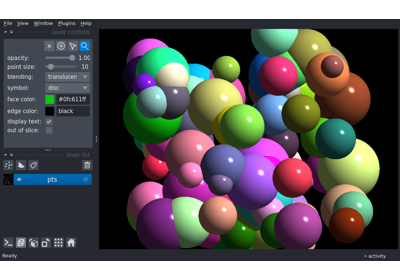 File View Window Plugins Help
layer controls
opacity: 1.00
point size: 10
blending: translucen
symbol: disc
face color: #0fc611ff
edge color: black
display text:
out of slice:
layer list
pts
Ready
activity